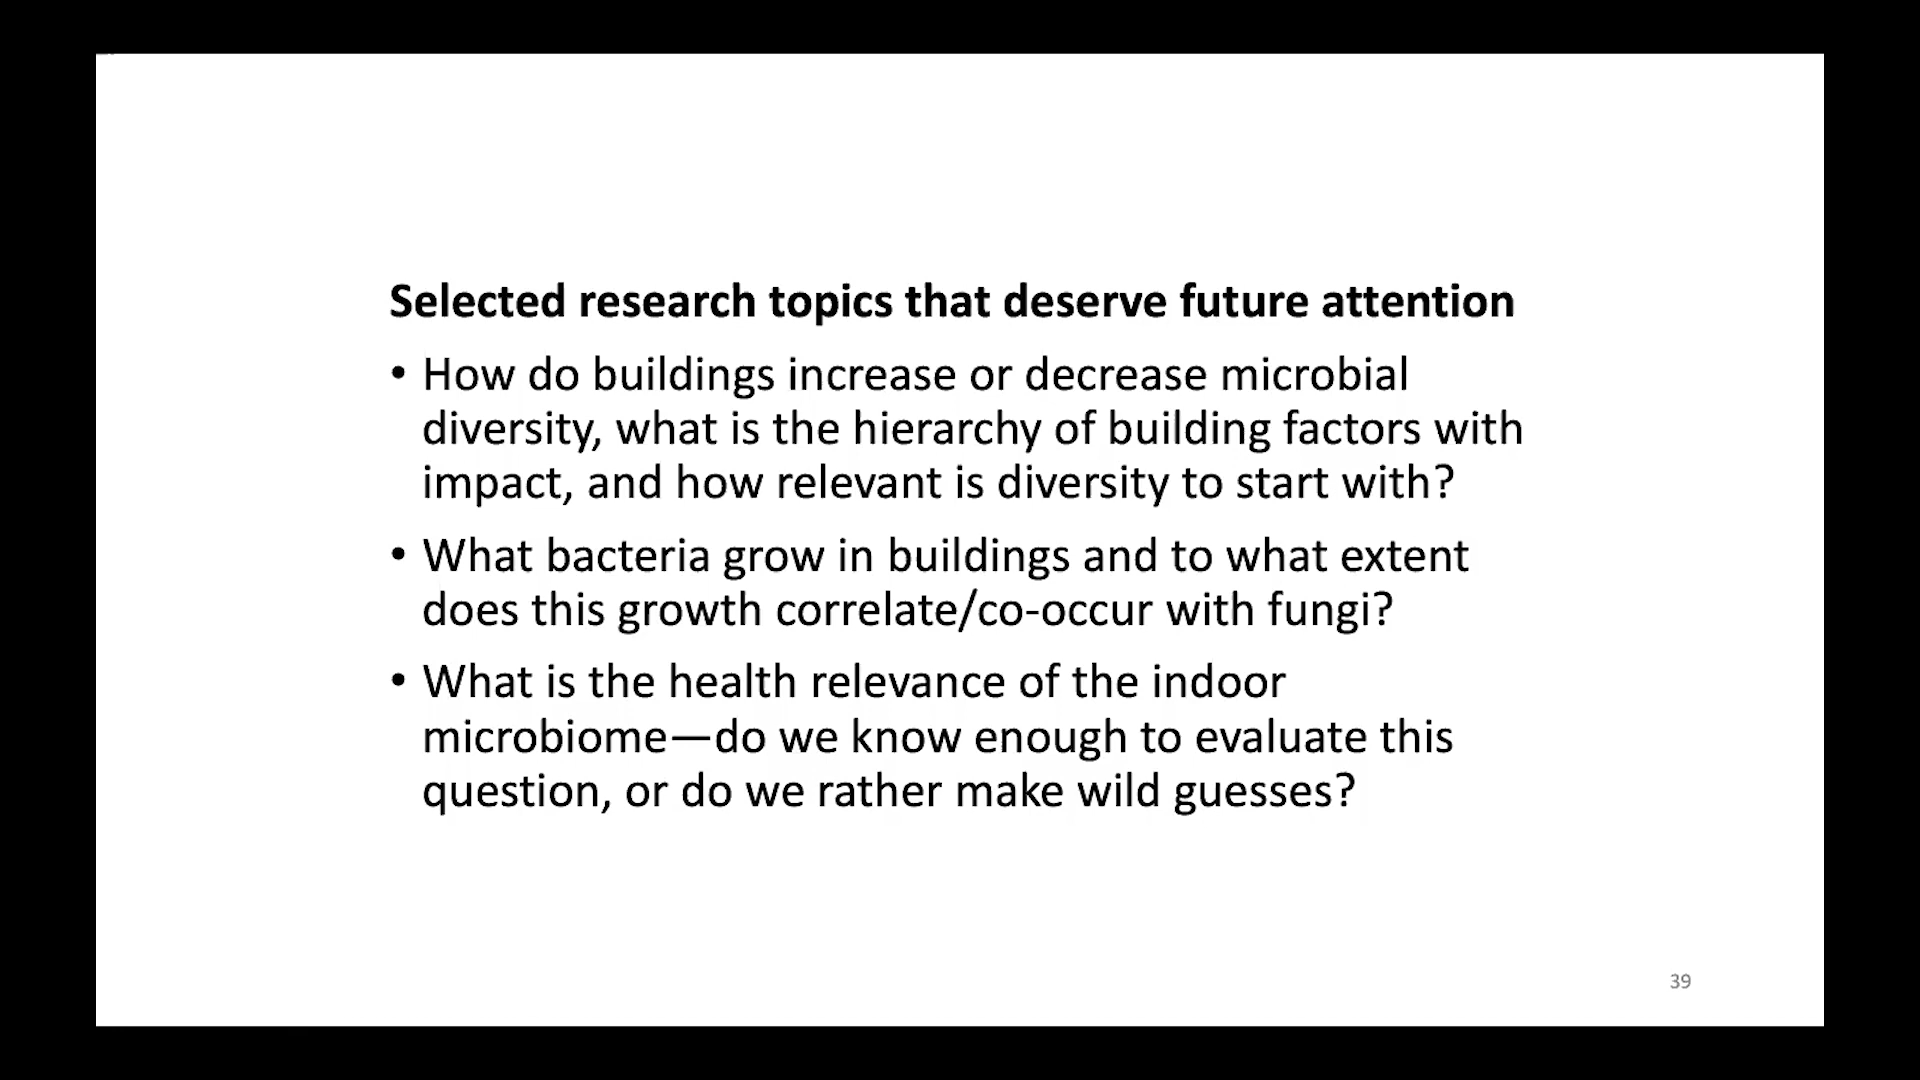 Selected research topics that deserve future attention
• How do buildings increase or decrease microbial
diversity, what is the hierarchy of building factors with
impact, and how relevant is diversity to start with?
• What bacteria grow in buildings and to what extent
does this growth correlate/co-occur with fungi?
• What is the health relevance of the indoor
microbiome—do we know enough to evaluate this
question, or do we rather make wild guesses?
39